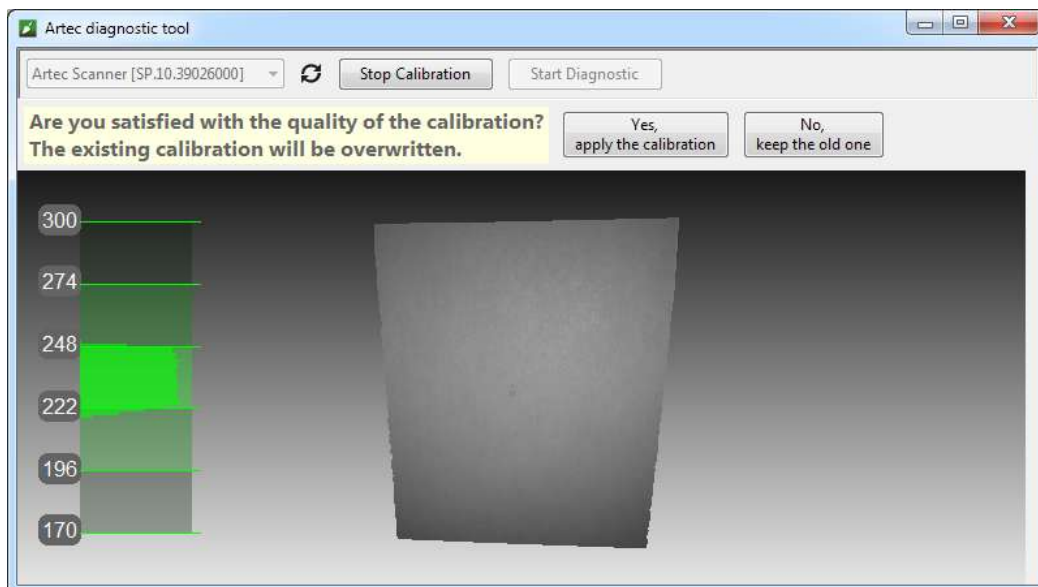 Artec diagnostic tool
Artec Scanner [SP.10.39026000]
Stop Calibration
Start Diagnostic
Are you satisfied with the quality of the calibration?
The existing calibration will be overwritten.
Yes,
apply the calibration
No,
keep the old one
300
274
248
222
196
170